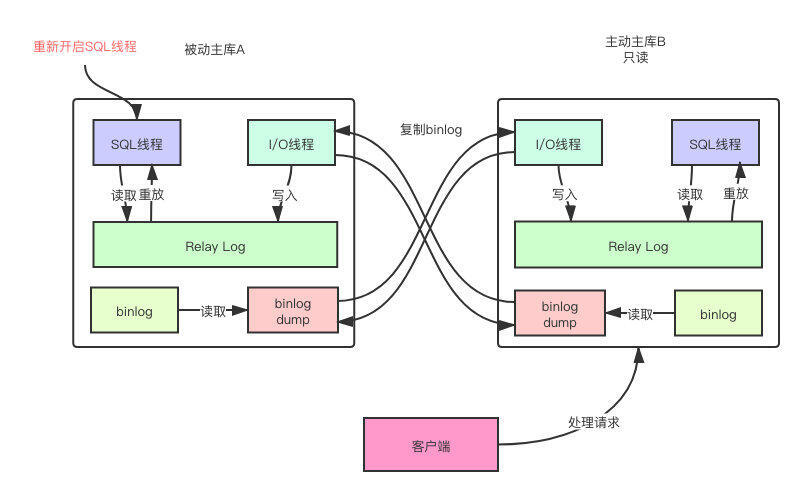 重新开启SQL线程
被动主库A
主动主库B
只读
SQL线程
I/O线程
复制binlog
I/O线程
SQL线程
读取
重放
写入
写入
读取
重放
Relay Log
Relay Log
binlog
读取
binlog
dump
binlog
dump
读取
binlog
处理请求
客户端